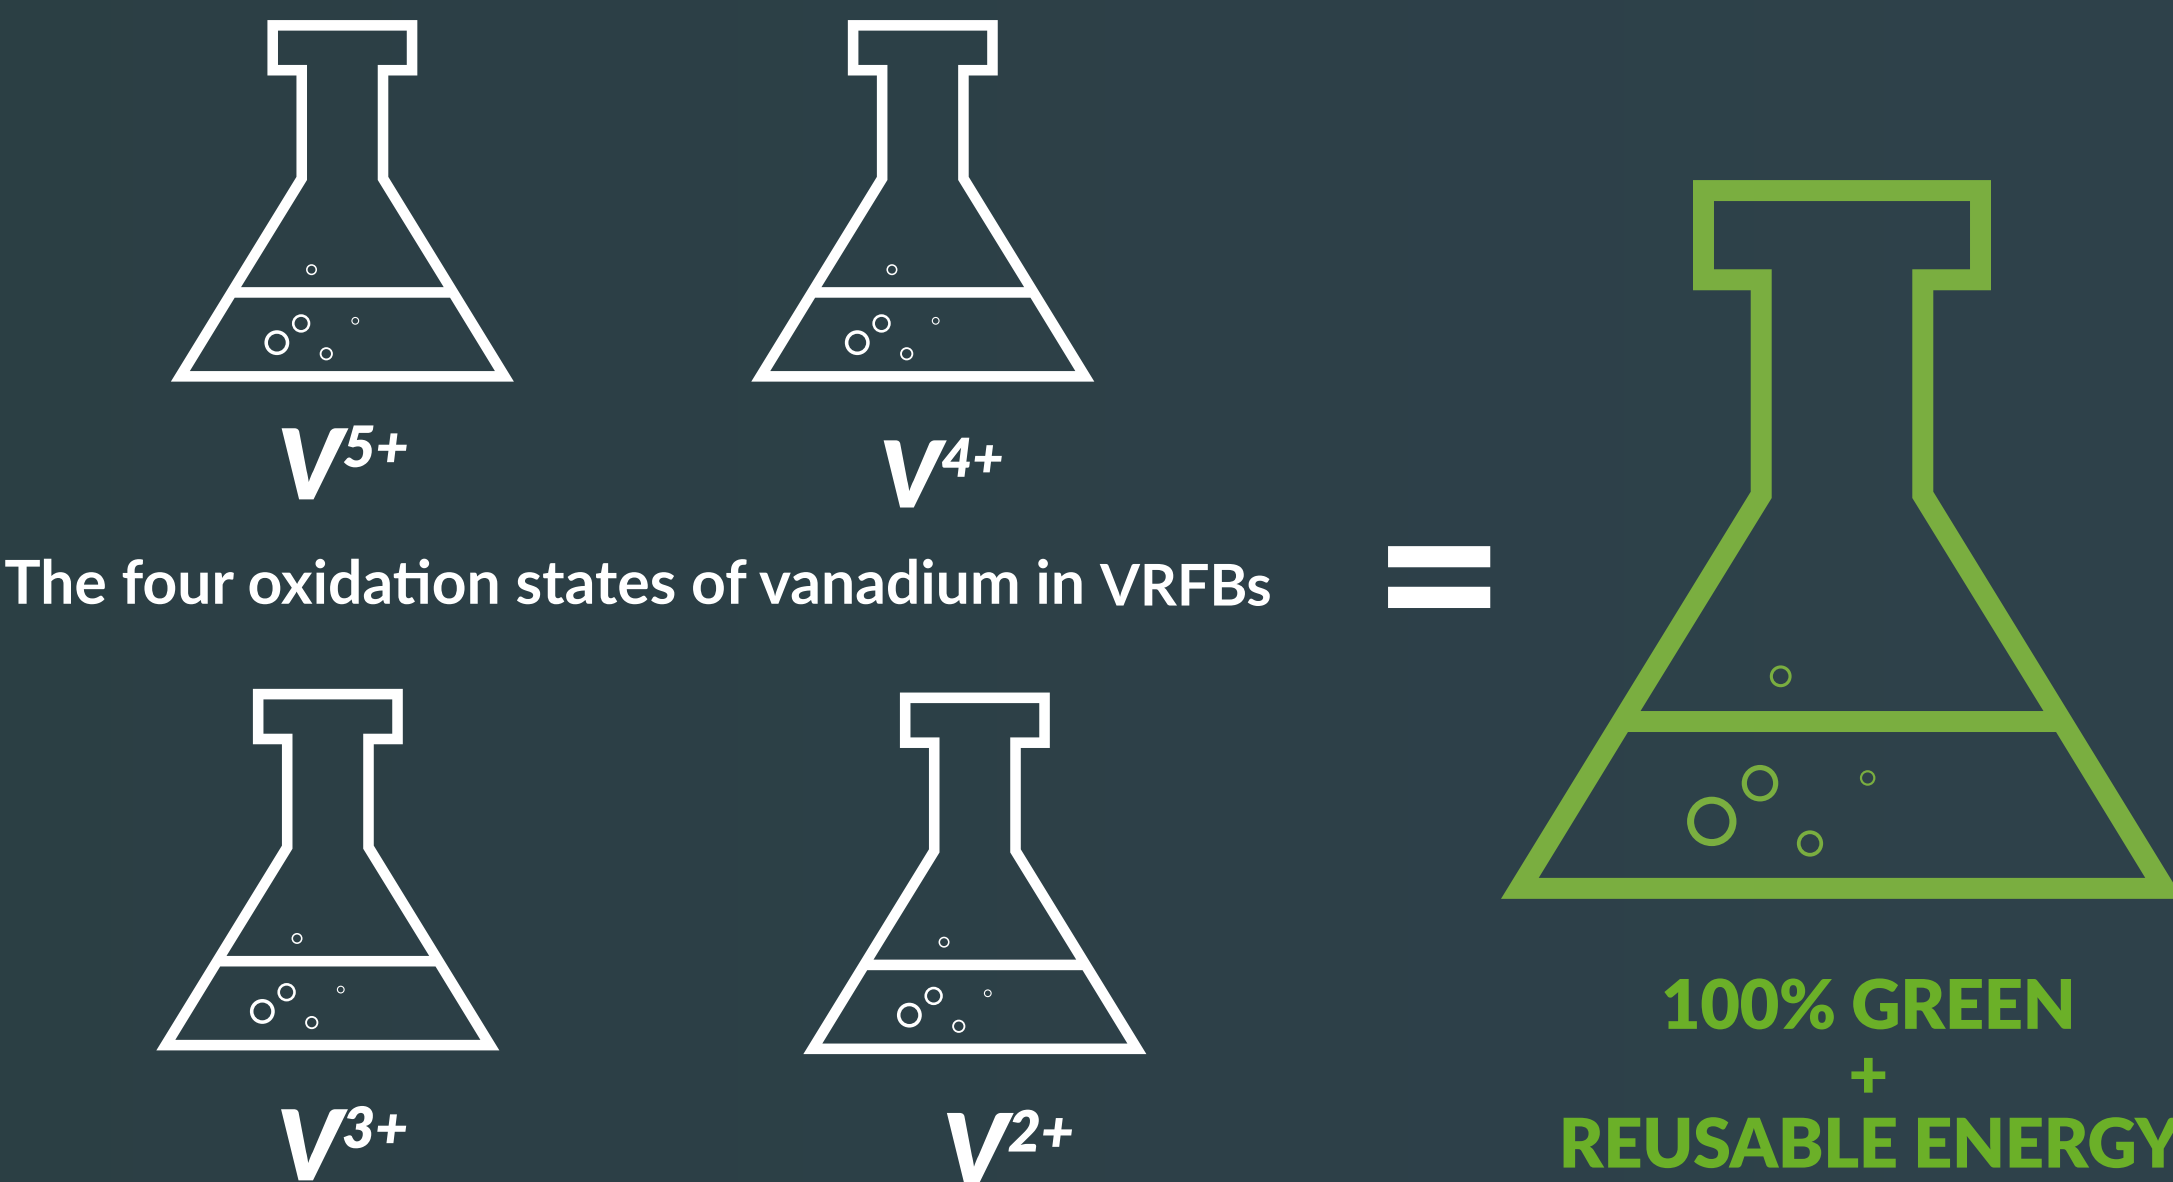 V⁵⁺
V⁴⁺
The four oxidation states of vanadium in VRFBs
=
V³⁺
V²⁺
100% GREEN
+
REUSABLE ENERGY